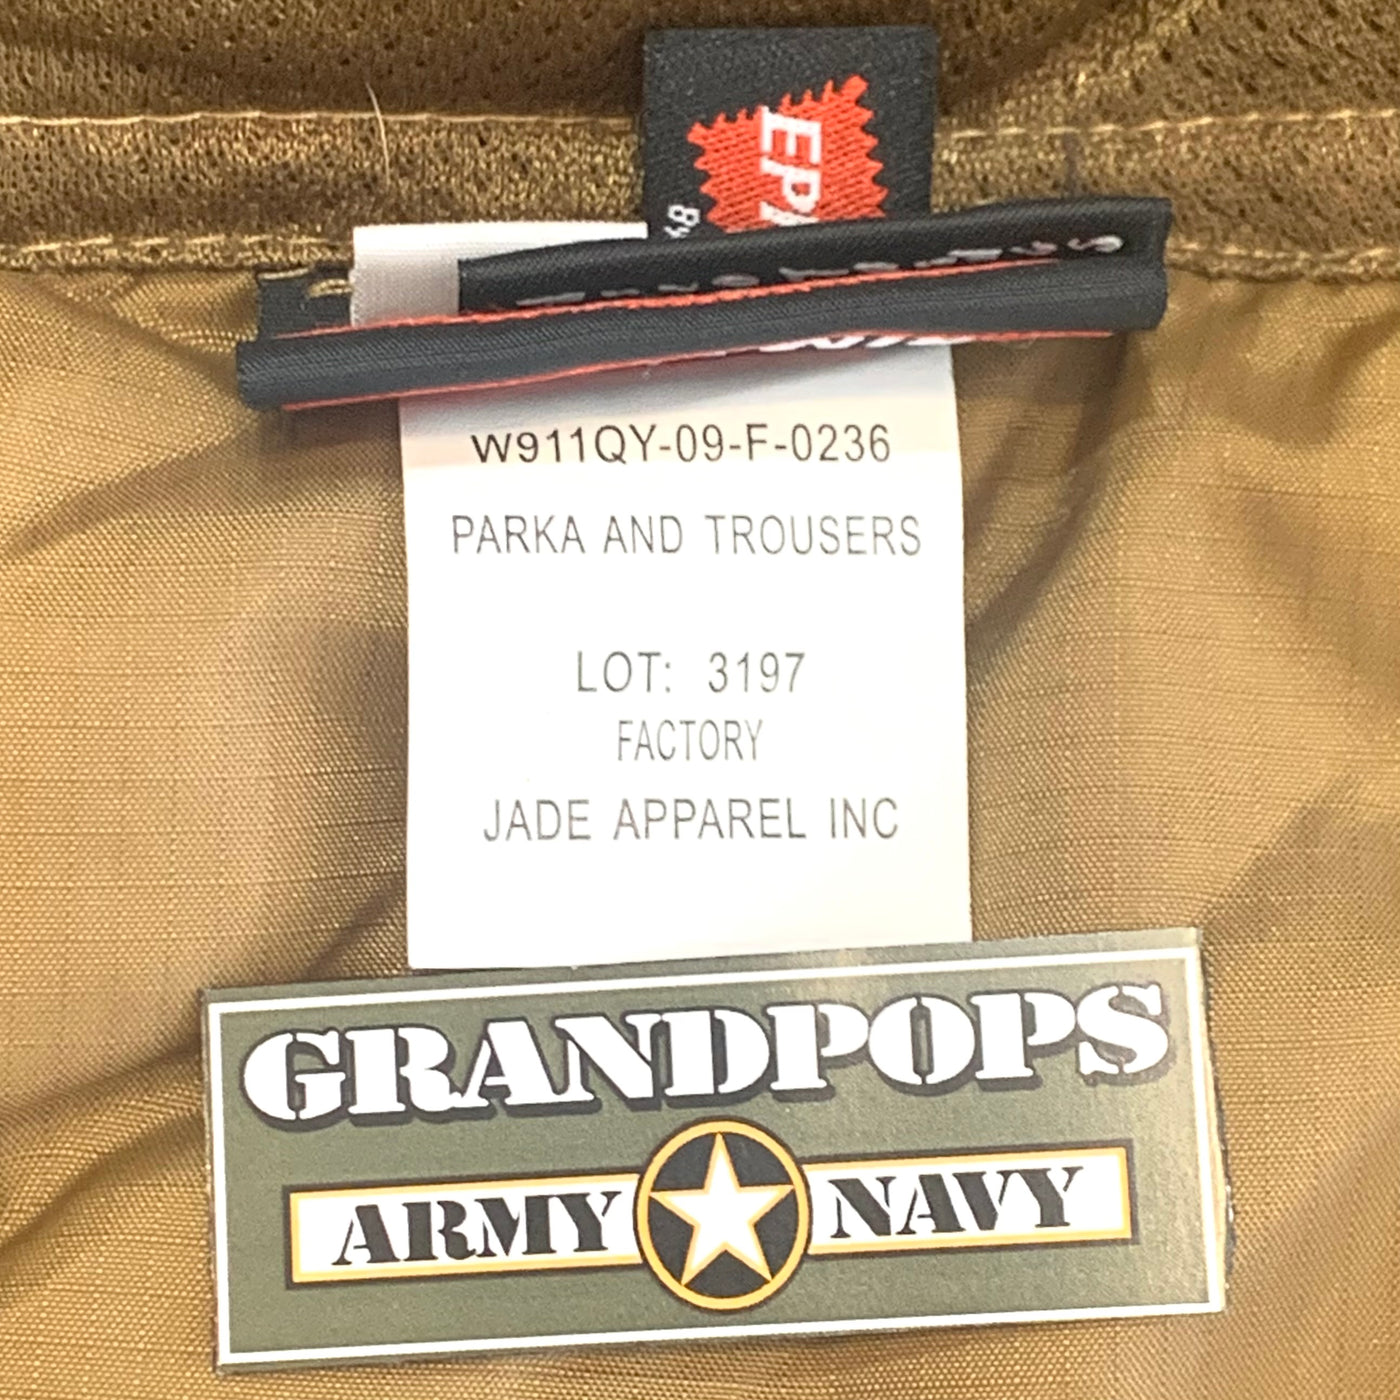 W911QY-09-F-0236
PARKA AND TROUSERS
LOT: 3197
FACTORY
JADE APPAREL INC
GRANDPOPS
ARMY NAVY